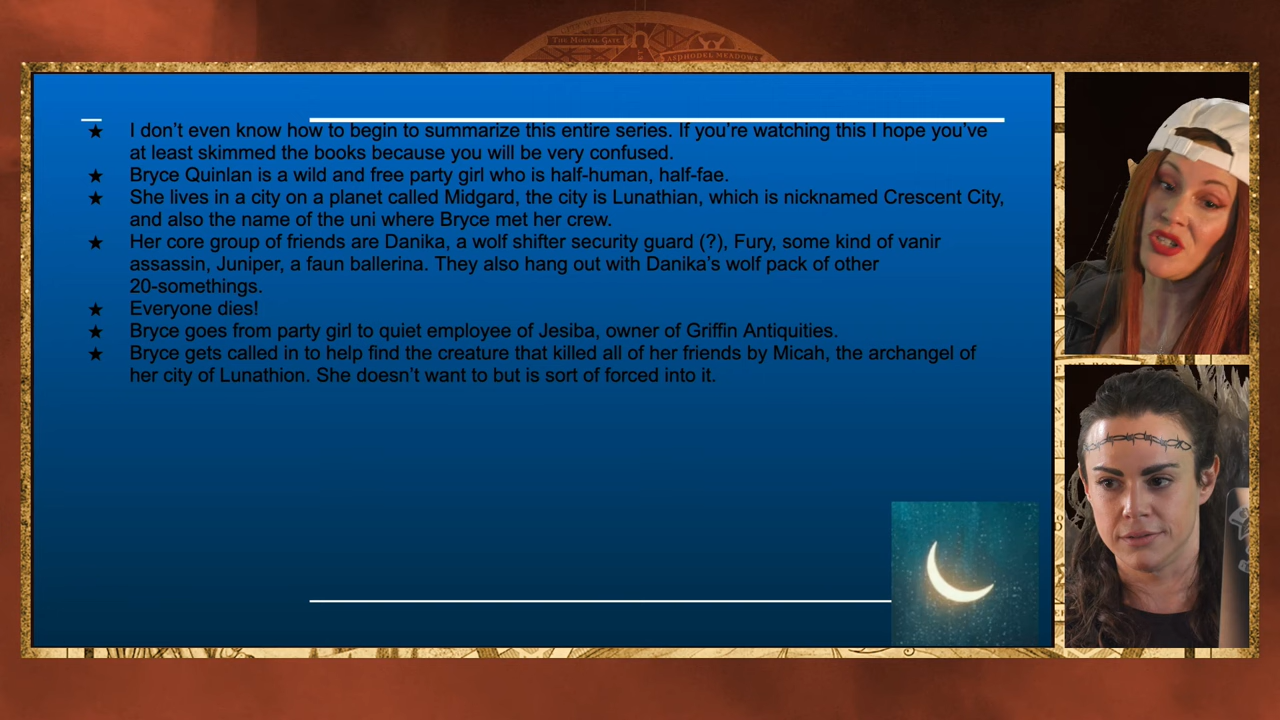 THE MORTAL GATE
ASPHODEL MEADOWS
★ I don't even know how to begin to summarize this entire series. If you're watching this I hope you've
at least skimmed the books because you will be very confused.
★ Bryce Quinlan is a wild and free party girl who is half-human, half-fae.
★ She lives in a city on a planet called Midgard, the city is Lunathian, which is nicknamed Crescent City,
and also the name of the uni where Bryce met her crew.
★ Her core group of friends are Danika, a wolf shifter security guard (?), Fury, some kind of vanir
assassin, Juniper, a faun ballerina. They also hang out with Danika's wolf pack of other
20-somethings.
★ Everyone dies!
★ Bryce goes from party girl to quiet employee of Jesiba, owner of Griffin Antiquities.
★ Bryce gets called in to help find the creature that killed all of her friends by Micah, the archangel of
her city of Lunathion. She doesn't want to but is sort of forced into it.